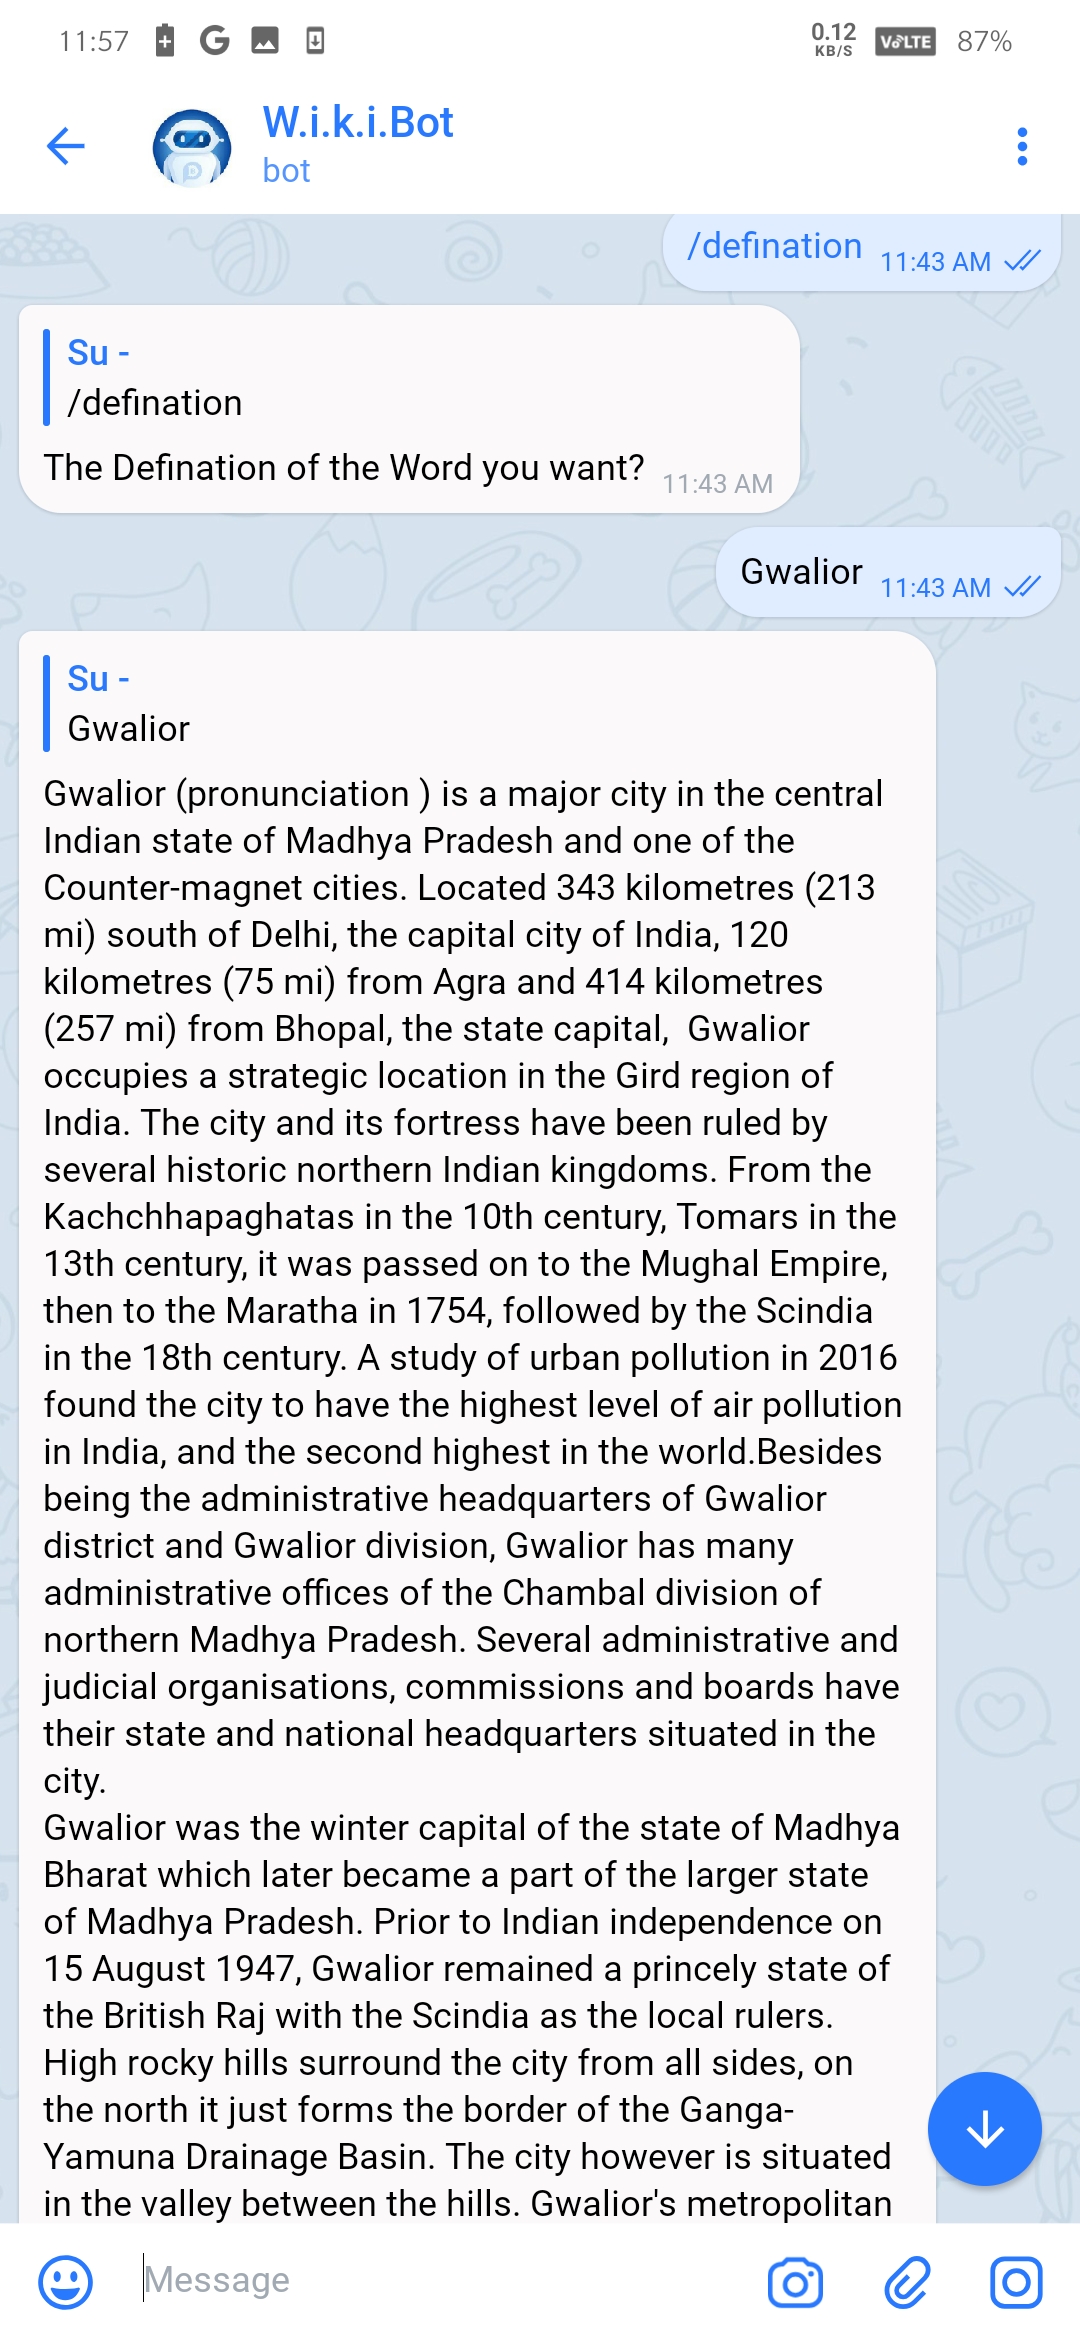 11:57
0.12
KB/S
VoLTE
87%
W.i.k.i.Bot
bot
/defination 11:43 AM
Su -
/defination
The Defination of the Word you want? 11:43 AM
Gwalior 11:43 AM
Su -
Gwalior
Gwalior (pronunciation ) is a major city in the central
Indian state of Madhya Pradesh and one of the
Counter-magnet cities. Located 343 kilometres (213
mi) south of Delhi, the capital city of India, 120
kilometres (75 mi) from Agra and 414 kilometres
(257 mi) from Bhopal, the state capital,  Gwalior
occupies a strategic location in the Gird region of
India. The city and its fortress have been ruled by
several historic northern Indian kingdoms. From the
Kachchhapaghatas in the 10th century, Tomars in the
13th century, it was passed on to the Mughal Empire,
then to the Maratha in 1754, followed by the Scindia
in the 18th century. A study of urban pollution in 2016
found the city to have the highest level of air pollution
in India, and the second highest in the world.Besides
being the administrative headquarters of Gwalior
district and Gwalior division, Gwalior has many
administrative offices of the Chambal division of
northern Madhya Pradesh. Several administrative and
judicial organisations, commissions and boards have
their state and national headquarters situated in the
city.
Gwalior was the winter capital of the state of Madhya
Bharat which later became a part of the larger state
of Madhya Pradesh. Prior to Indian independence on
15 August 1947, Gwalior remained a princely state of
the British Raj with the Scindia as the local rulers.
High rocky hills surround the city from all sides, on
the north it just forms the border of the Ganga-
Yamuna Drainage Basin. The city however is situated
in the valley between the hills. Gwalior's metropolitan
Message